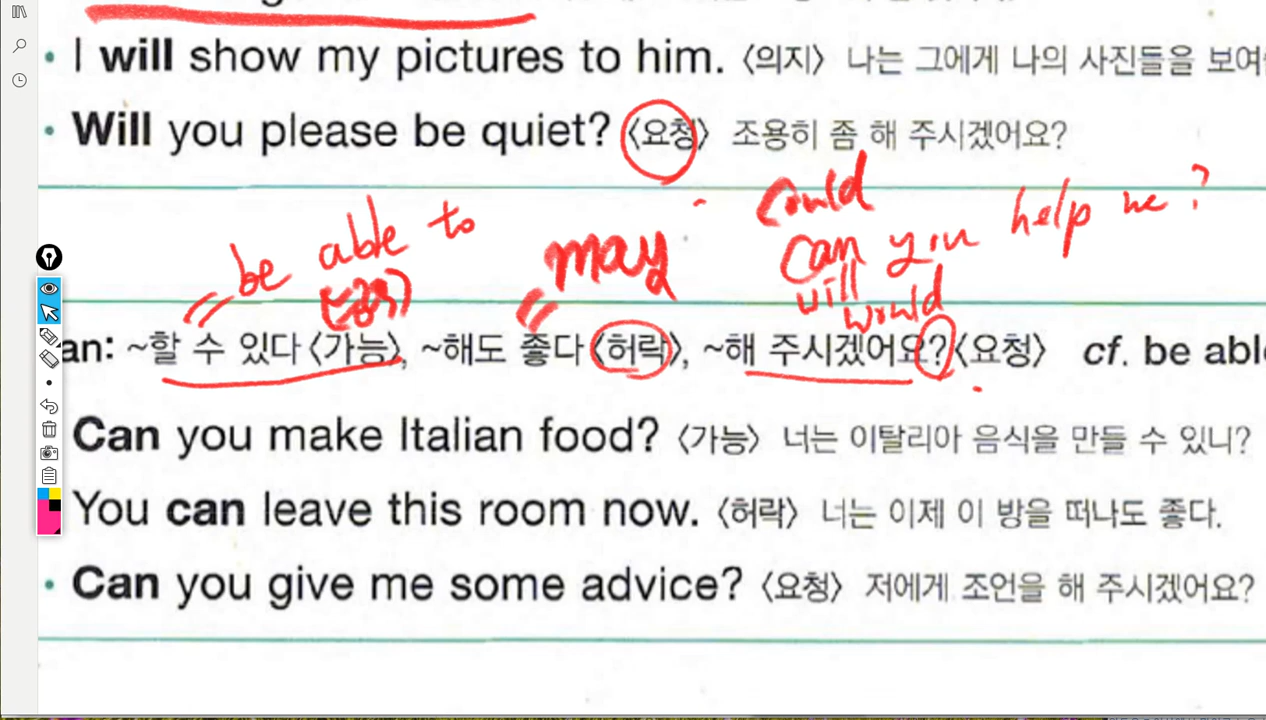 • I will show my pictures to him. 〈의지〉 나는 그에게 나의 사진들을 보여
• Will you please be quiet? 〈요청〉 조용히 좀 해 주시겠어요?
be able to
may
could
can you help me?
will
would
an: ~할 수 있다 〈가능〉, ~해도 좋다 〈허락〉, ~해 주시겠어요? 〈요청〉 cf. be able
Can you make Italian food? 〈가능〉 너는 이탈리아 음식을 만들 수 있니?
You can leave this room now. 〈허락〉 너는 이제 이 방을 떠나도 좋다.
• Can you give me some advice? 〈요청〉 저에게 조언을 해 주시겠어요?